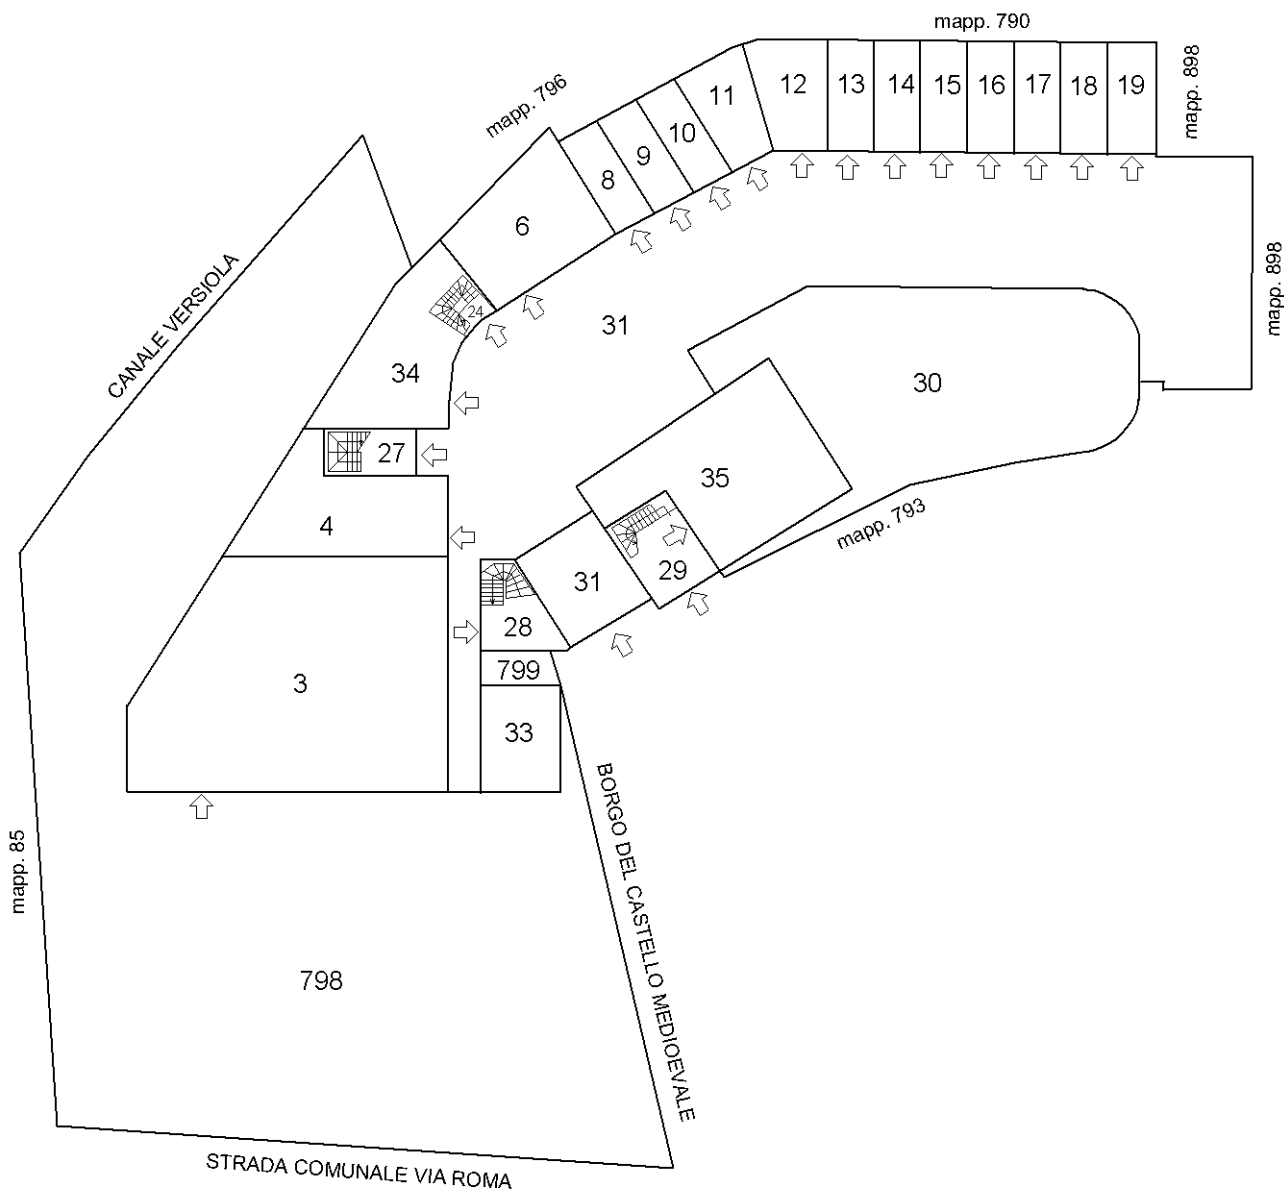 mapp. 790
mapp. 898
mapp. 796
12 13 14 15 16 17 18 19
11
10
9
8
6
24
31
34
30
mapp. 898
CANALE VERSIOLA
27
35
4
mapp. 793
31
29
28
799
3
33
BORGO DEL CASTELLO MEDIOEVALE
mapp. 85
798
STRADA COMUNALE VIA ROMA